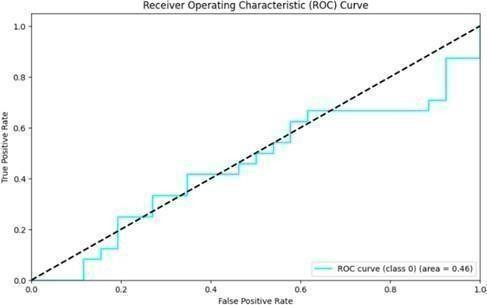 Receiver Operating Characteristic (ROC) Curve
1.0
0.8
0.6
0.4
0.2
0.0
True Positive Rate
ROC curve (class 0) (area = 0.46)
0.0 0.2 0.4 0.6 0.8 1.0
False Positive Rate